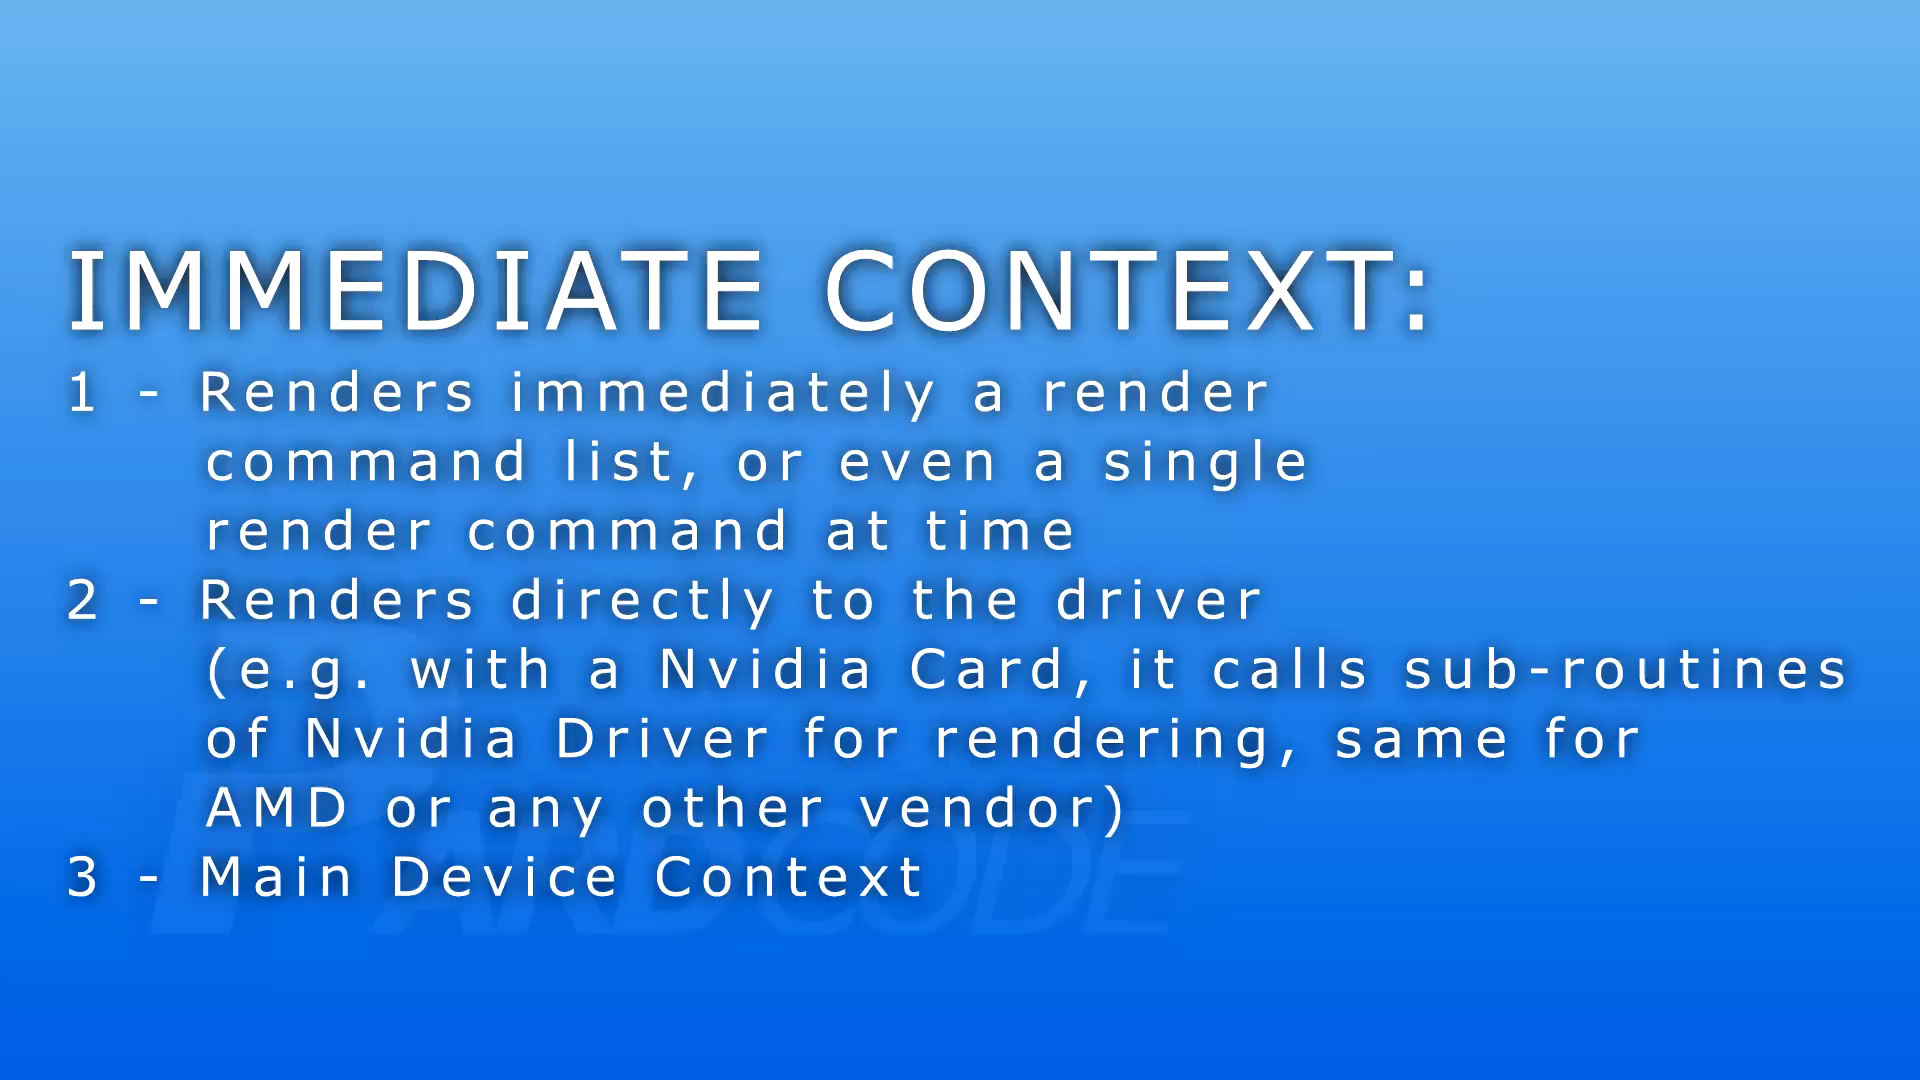 IMMEDIATE CONTEXT:
1 - Renders immediately a render
command list, or even a single
render command at time
2 - Renders directly to the driver
(e.g. with a Nvidia Card, it calls sub-routines
of Nvidia Driver for rendering, same for
AMD or any other vendor)
3 - Main Device Context
PARDCODE